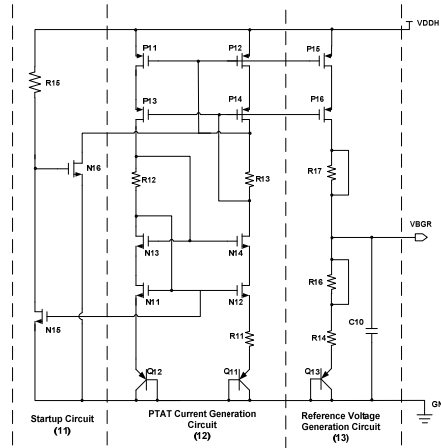 VDDH
P11
P12
P15
R15
P13
P14
P16
N16
R12
R13
R17
VBGR
N13
N14
R16
N11
N12
C10
N15
R11
R14
Q12
Q11
Q13
GN
Startup Circuit
(11)
PTAT Current Generation
Circuit
(12)
Reference Voltage
Generation Circuit
(13)